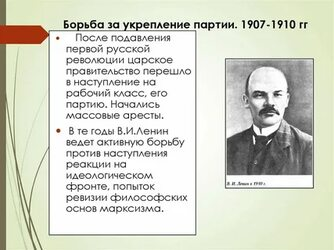 Борьба за укрепление партии. 1907-1910 гг
• После подавления
первой русской
революции царское
правительство перешло
в наступление на
рабочий класс, его
партию. Начались
массовые аресты.
• В те годы В.И.Ленин
ведет активную борьбу
против наступления
реакции на
идеологическом
фронте, попыток
ревизии философских
основ марксизма.
В. И. Ленин в 1910 г.